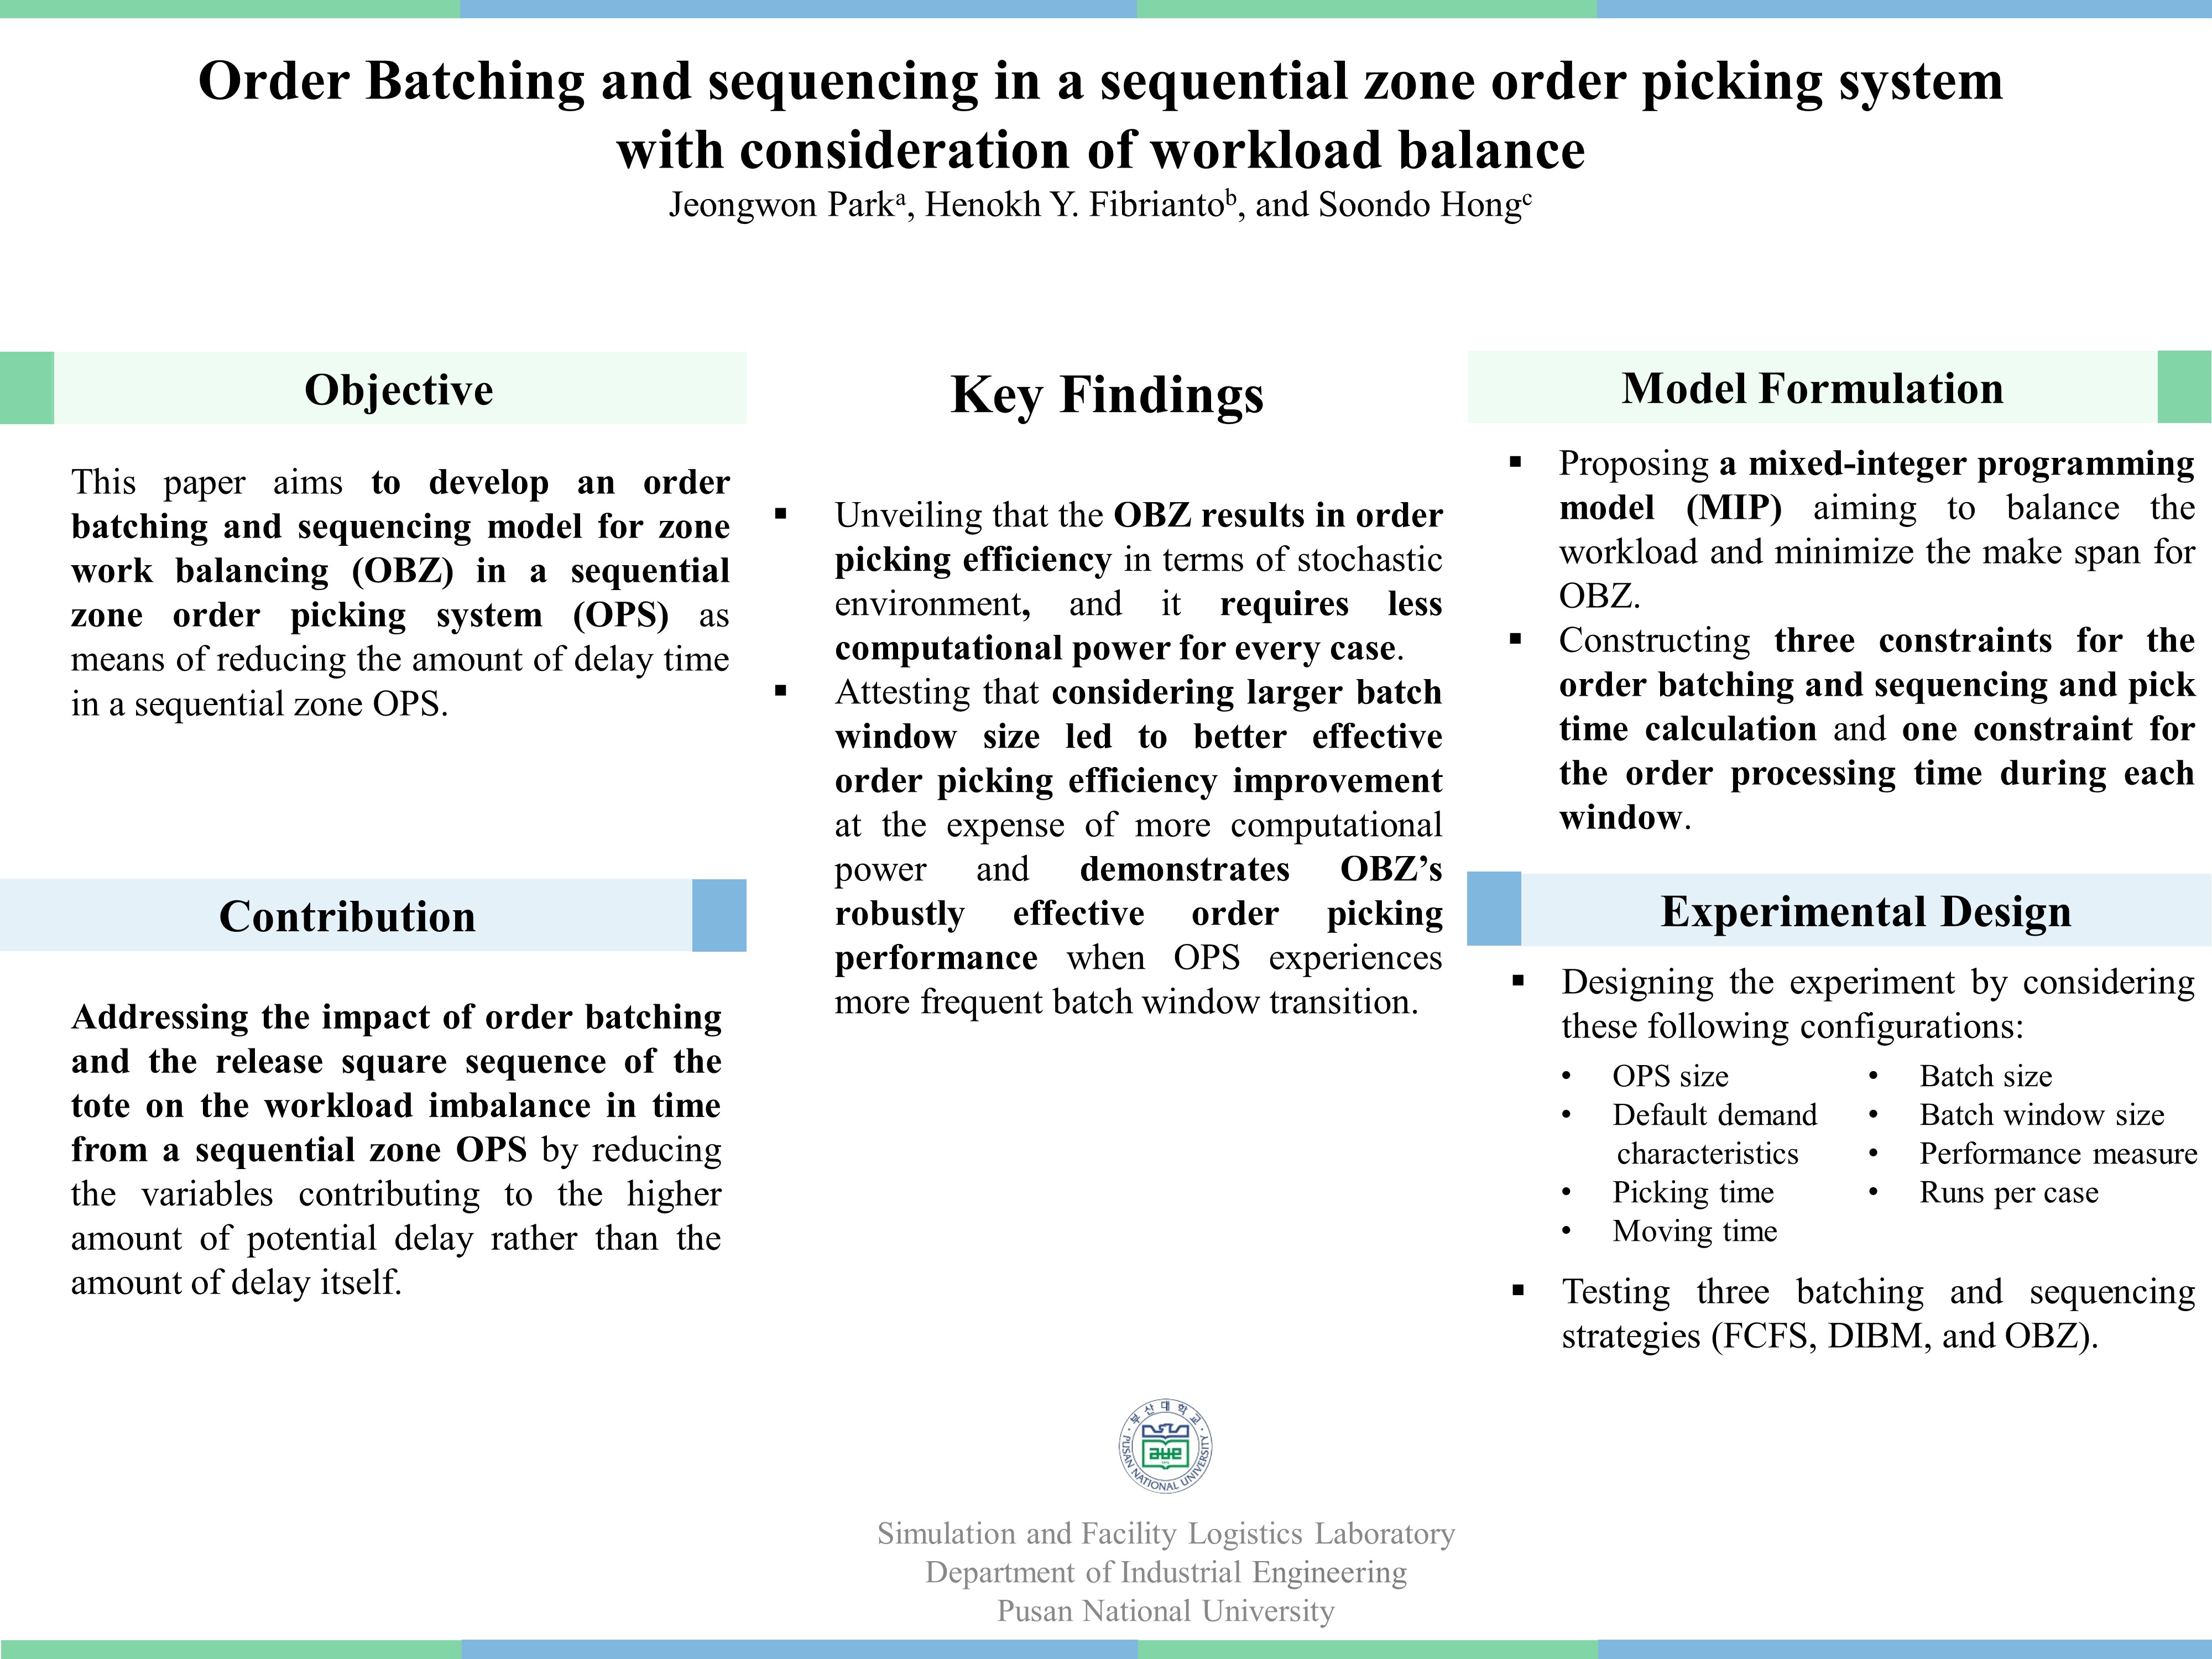 Order Batching and sequencing in a sequential zone order picking system
with consideration of workload balance
Jeongwon Parkᵃ, Henokh Y. Fibriantoᵇ, and Soondo Hongᶜ
Objective
This paper aims to develop an order
batching and sequencing model for zone
work balancing (OBZ) in a sequential
zone order picking system (OPS) as
means of reducing the amount of delay time
in a sequential zone OPS.
Contribution
Addressing the impact of order batching
and the release square sequence of the
tote on the workload imbalance in time
from a sequential zone OPS by reducing
the variables contributing to the higher
amount of potential delay rather than the
amount of delay itself.
Key Findings
▪ Unveiling that the OBZ results in order
picking efficiency in terms of stochastic
environment, and it requires less
computational power for every case.
▪ Attesting that considering larger batch
window size led to better effective
order picking efficiency improvement
at the expense of more computational
power and demonstrates OBZ’s
robustly effective order picking
performance when OPS experiences
more frequent batch window transition.
Model Formulation
▪ Proposing a mixed-integer programming
model (MIP) aiming to balance the
workload and minimize the make span for
OBZ.
▪ Constructing three constraints for the
order batching and sequencing and pick
time calculation and one constraint for
the order processing time during each
window.
Experimental Design
▪ Designing the experiment by considering
these following configurations:
• OPS size
• Default demand
characteristics
• Picking time
• Moving time
• Batch size
• Batch window size
• Performance measure
• Runs per case
▪ Testing three batching and sequencing
strategies (FCFS, DIBM, and OBZ).
부산대학교
PUSAN NATIONAL UNIVERSITY
Simulation and Facility Logistics Laboratory
Department of Industrial Engineering
Pusan National University